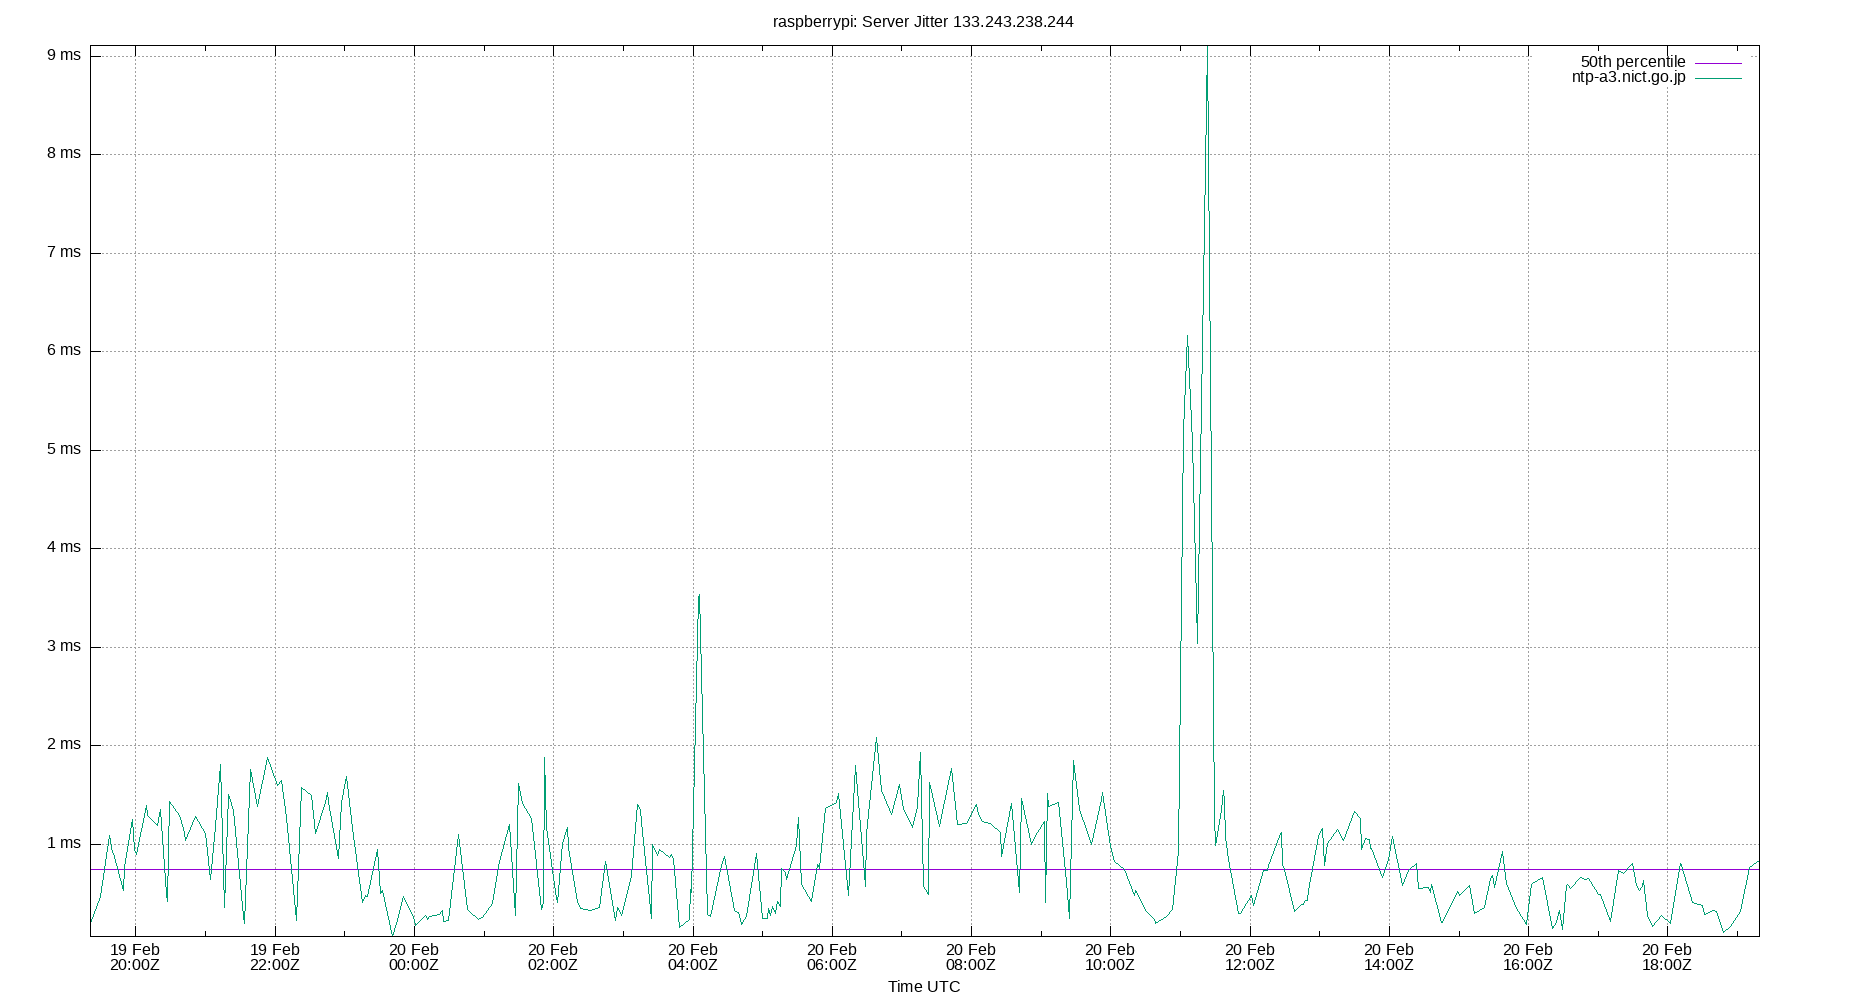 raspberrypi: Server Jitter 133.243.238.244
9 ms
8 ms
7 ms
6 ms
5 ms
4 ms
3 ms
2 ms
1 ms
50th percentile
ntp-a3.nict.go.jp
19 Feb
20:00Z
19 Feb
22:00Z
20 Feb
00:00Z
20 Feb
02:00Z
20 Feb
04:00Z
20 Feb
06:00Z
20 Feb
08:00Z
20 Feb
10:00Z
20 Feb
12:00Z
20 Feb
14:00Z
20 Feb
16:00Z
20 Feb
18:00Z
Time UTC